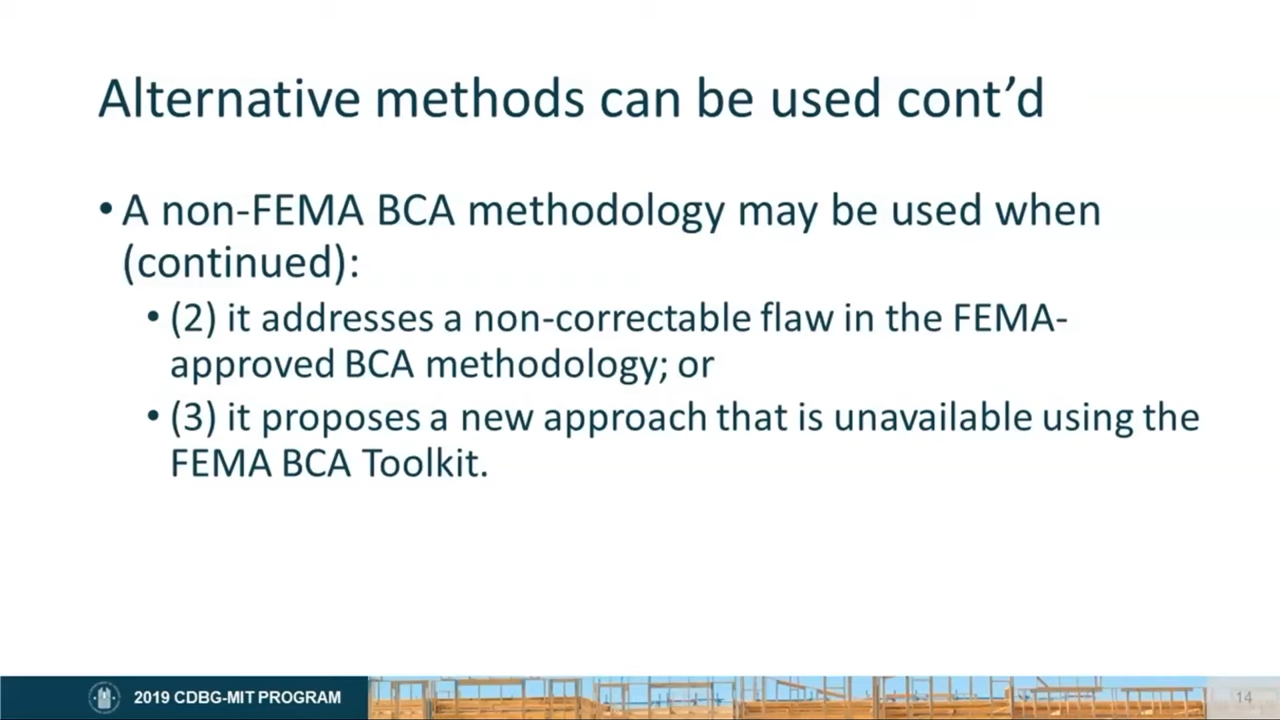 Alternative methods can be used cont’d
• A non-FEMA BCA methodology may be used when
(continued):
• (2) it addresses a non-correctable flaw in the FEMA-
approved BCA methodology; or
• (3) it proposes a new approach that is unavailable using the
FEMA BCA Toolkit.
2019 CDBG-MIT PROGRAM
14